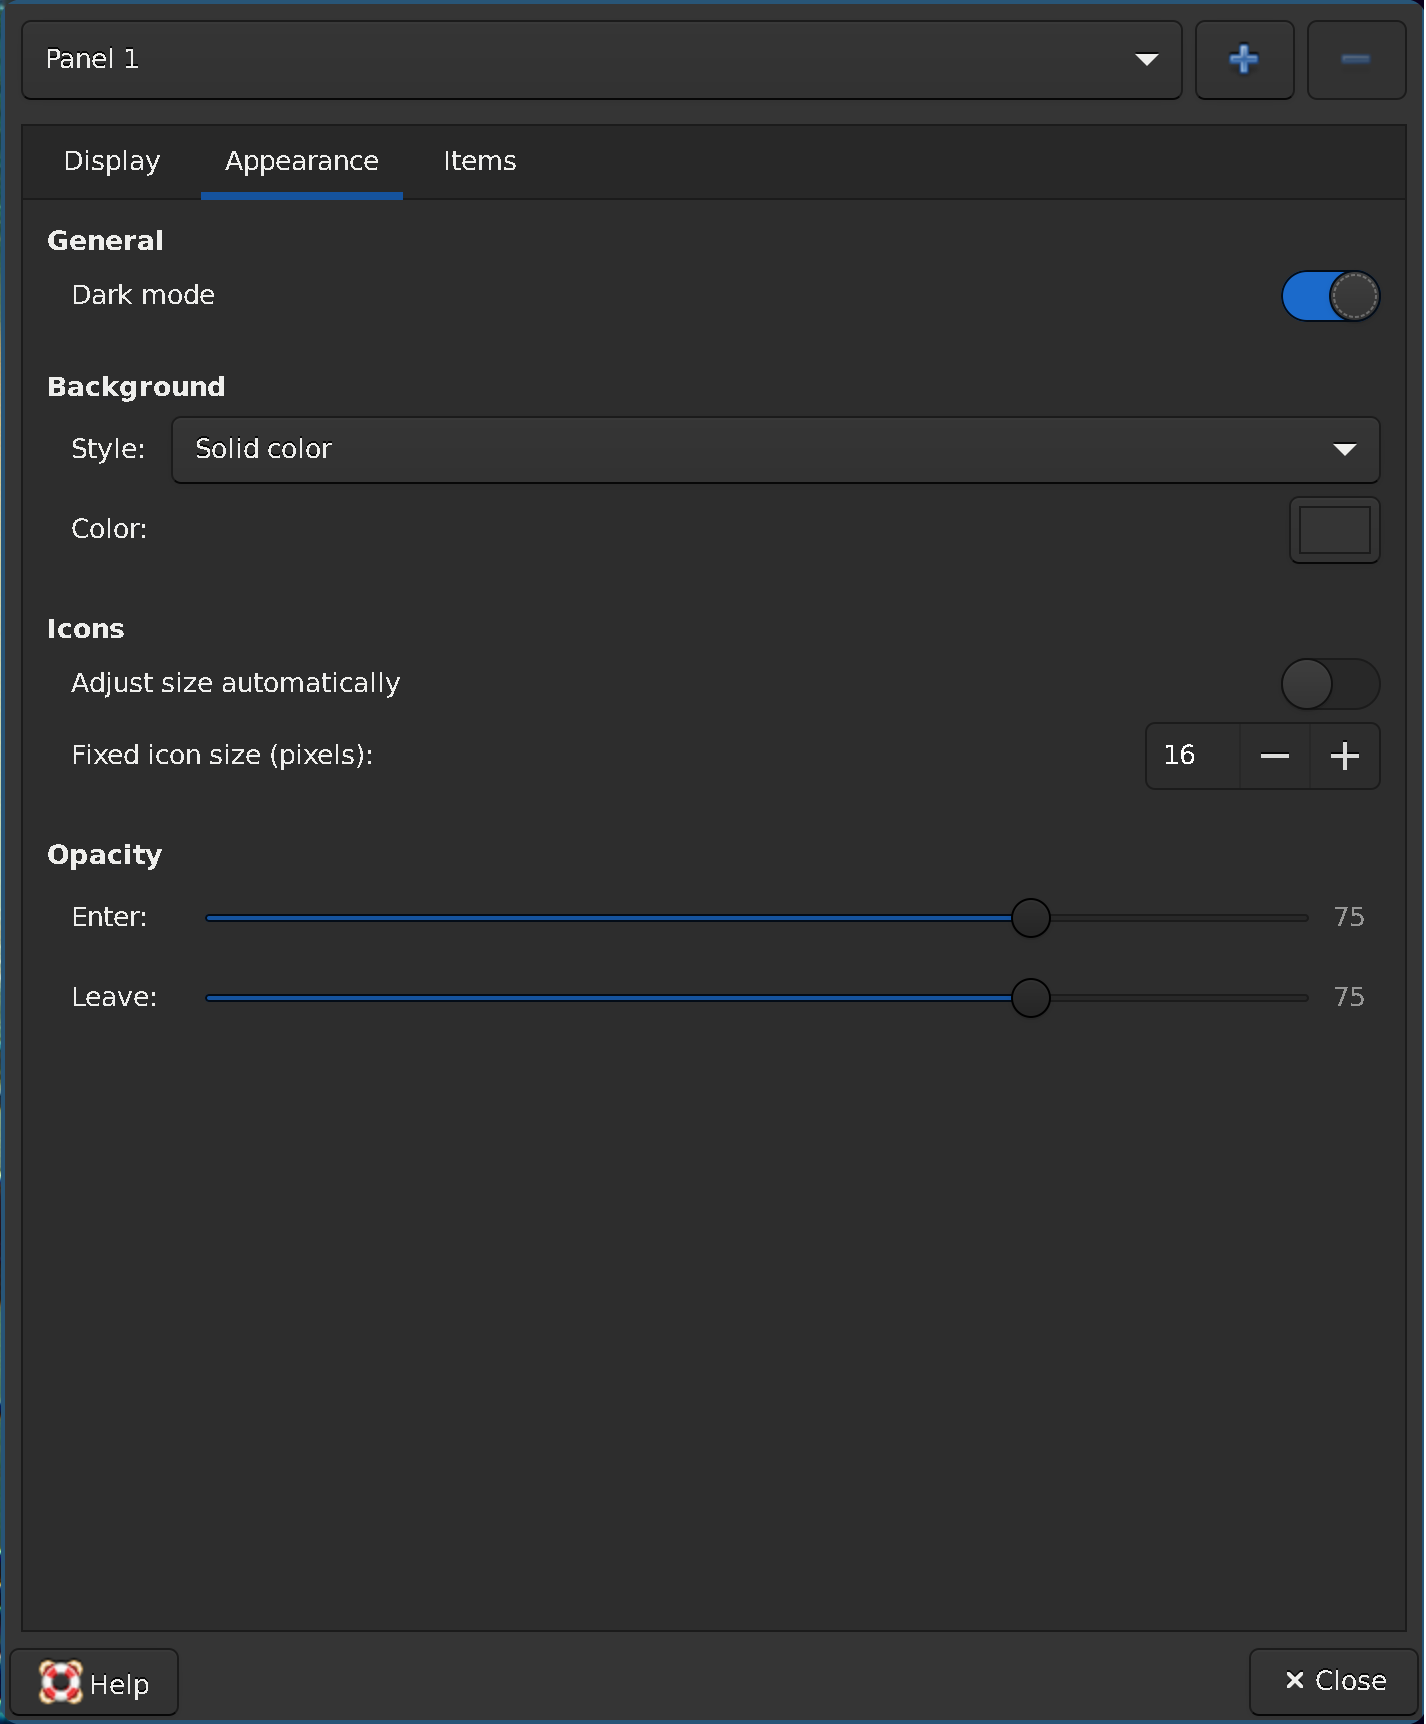 Panel 1
Display Appearance Items
General
Dark mode
Background
Style: Solid color
Color:
Icons
Adjust size automatically
Fixed icon size (pixels): 16
Opacity
Enter: 75
Leave: 75
Help Close